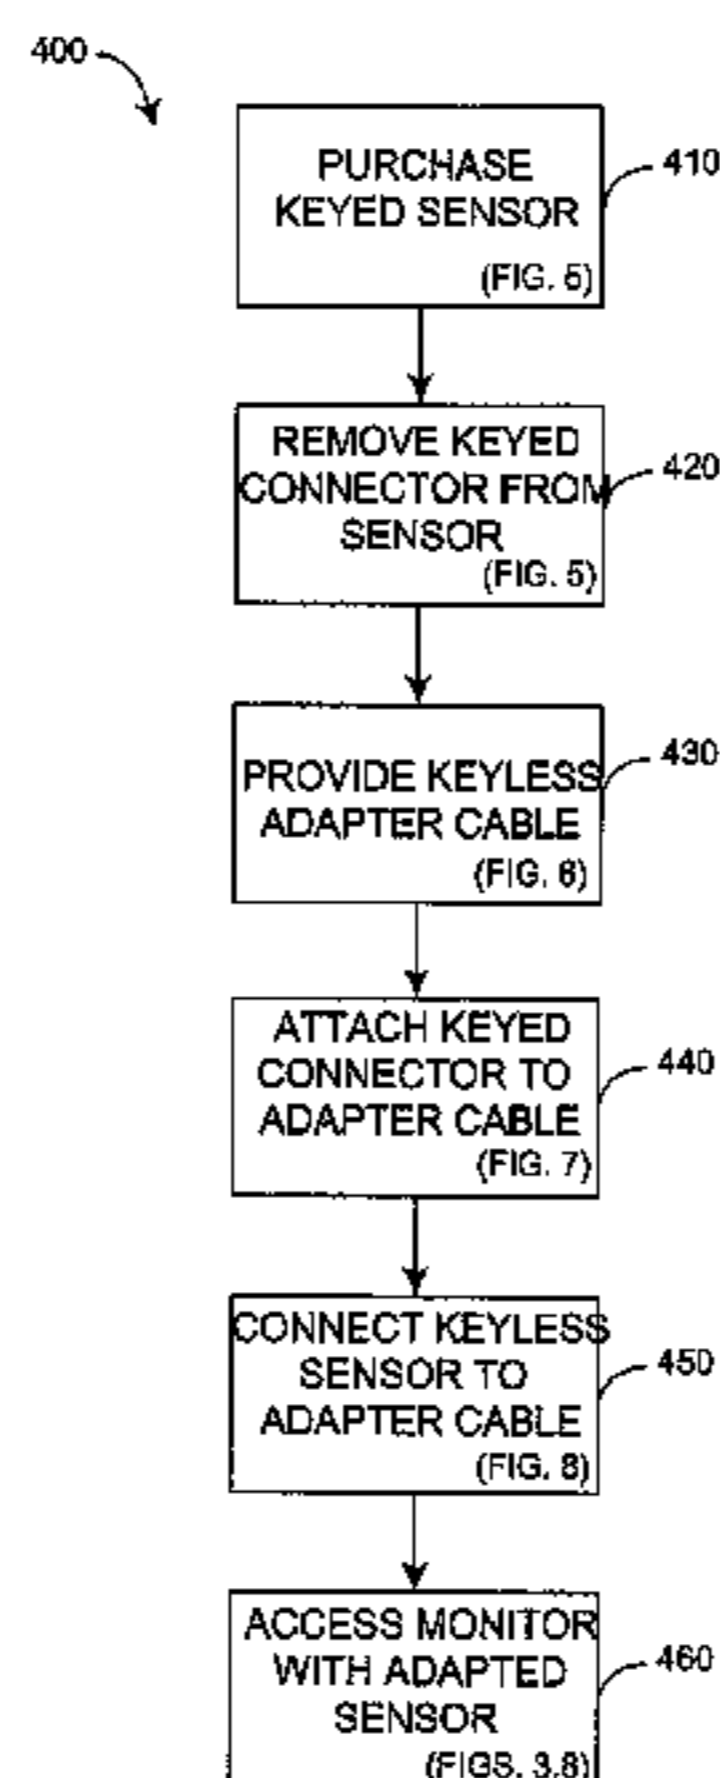 400
PURCHASE
KEYED SENSOR
(FIG. 5)
410
REMOVE KEYED
CONNECTOR FROM
SENSOR
(FIG. 5)
420
PROVIDE KEYLESS
ADAPTER CABLE
(FIG. 6)
430
ATTACH KEYED
CONNECTOR TO
ADAPTER CABLE
(FIG. 7)
440
CONNECT KEYLESS
SENSOR TO
ADAPTER CABLE
(FIG. 8)
450
ACCESS MONITOR
WITH ADAPTED
SENSOR
(FIGS. 3,8)
460